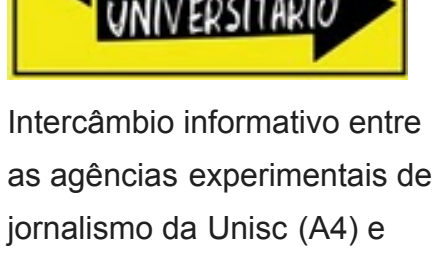 UNIVERSITÁRIO
Intercâmbio informativo entre
as agências experimentais de
jornalismo da Unisc (A4) e